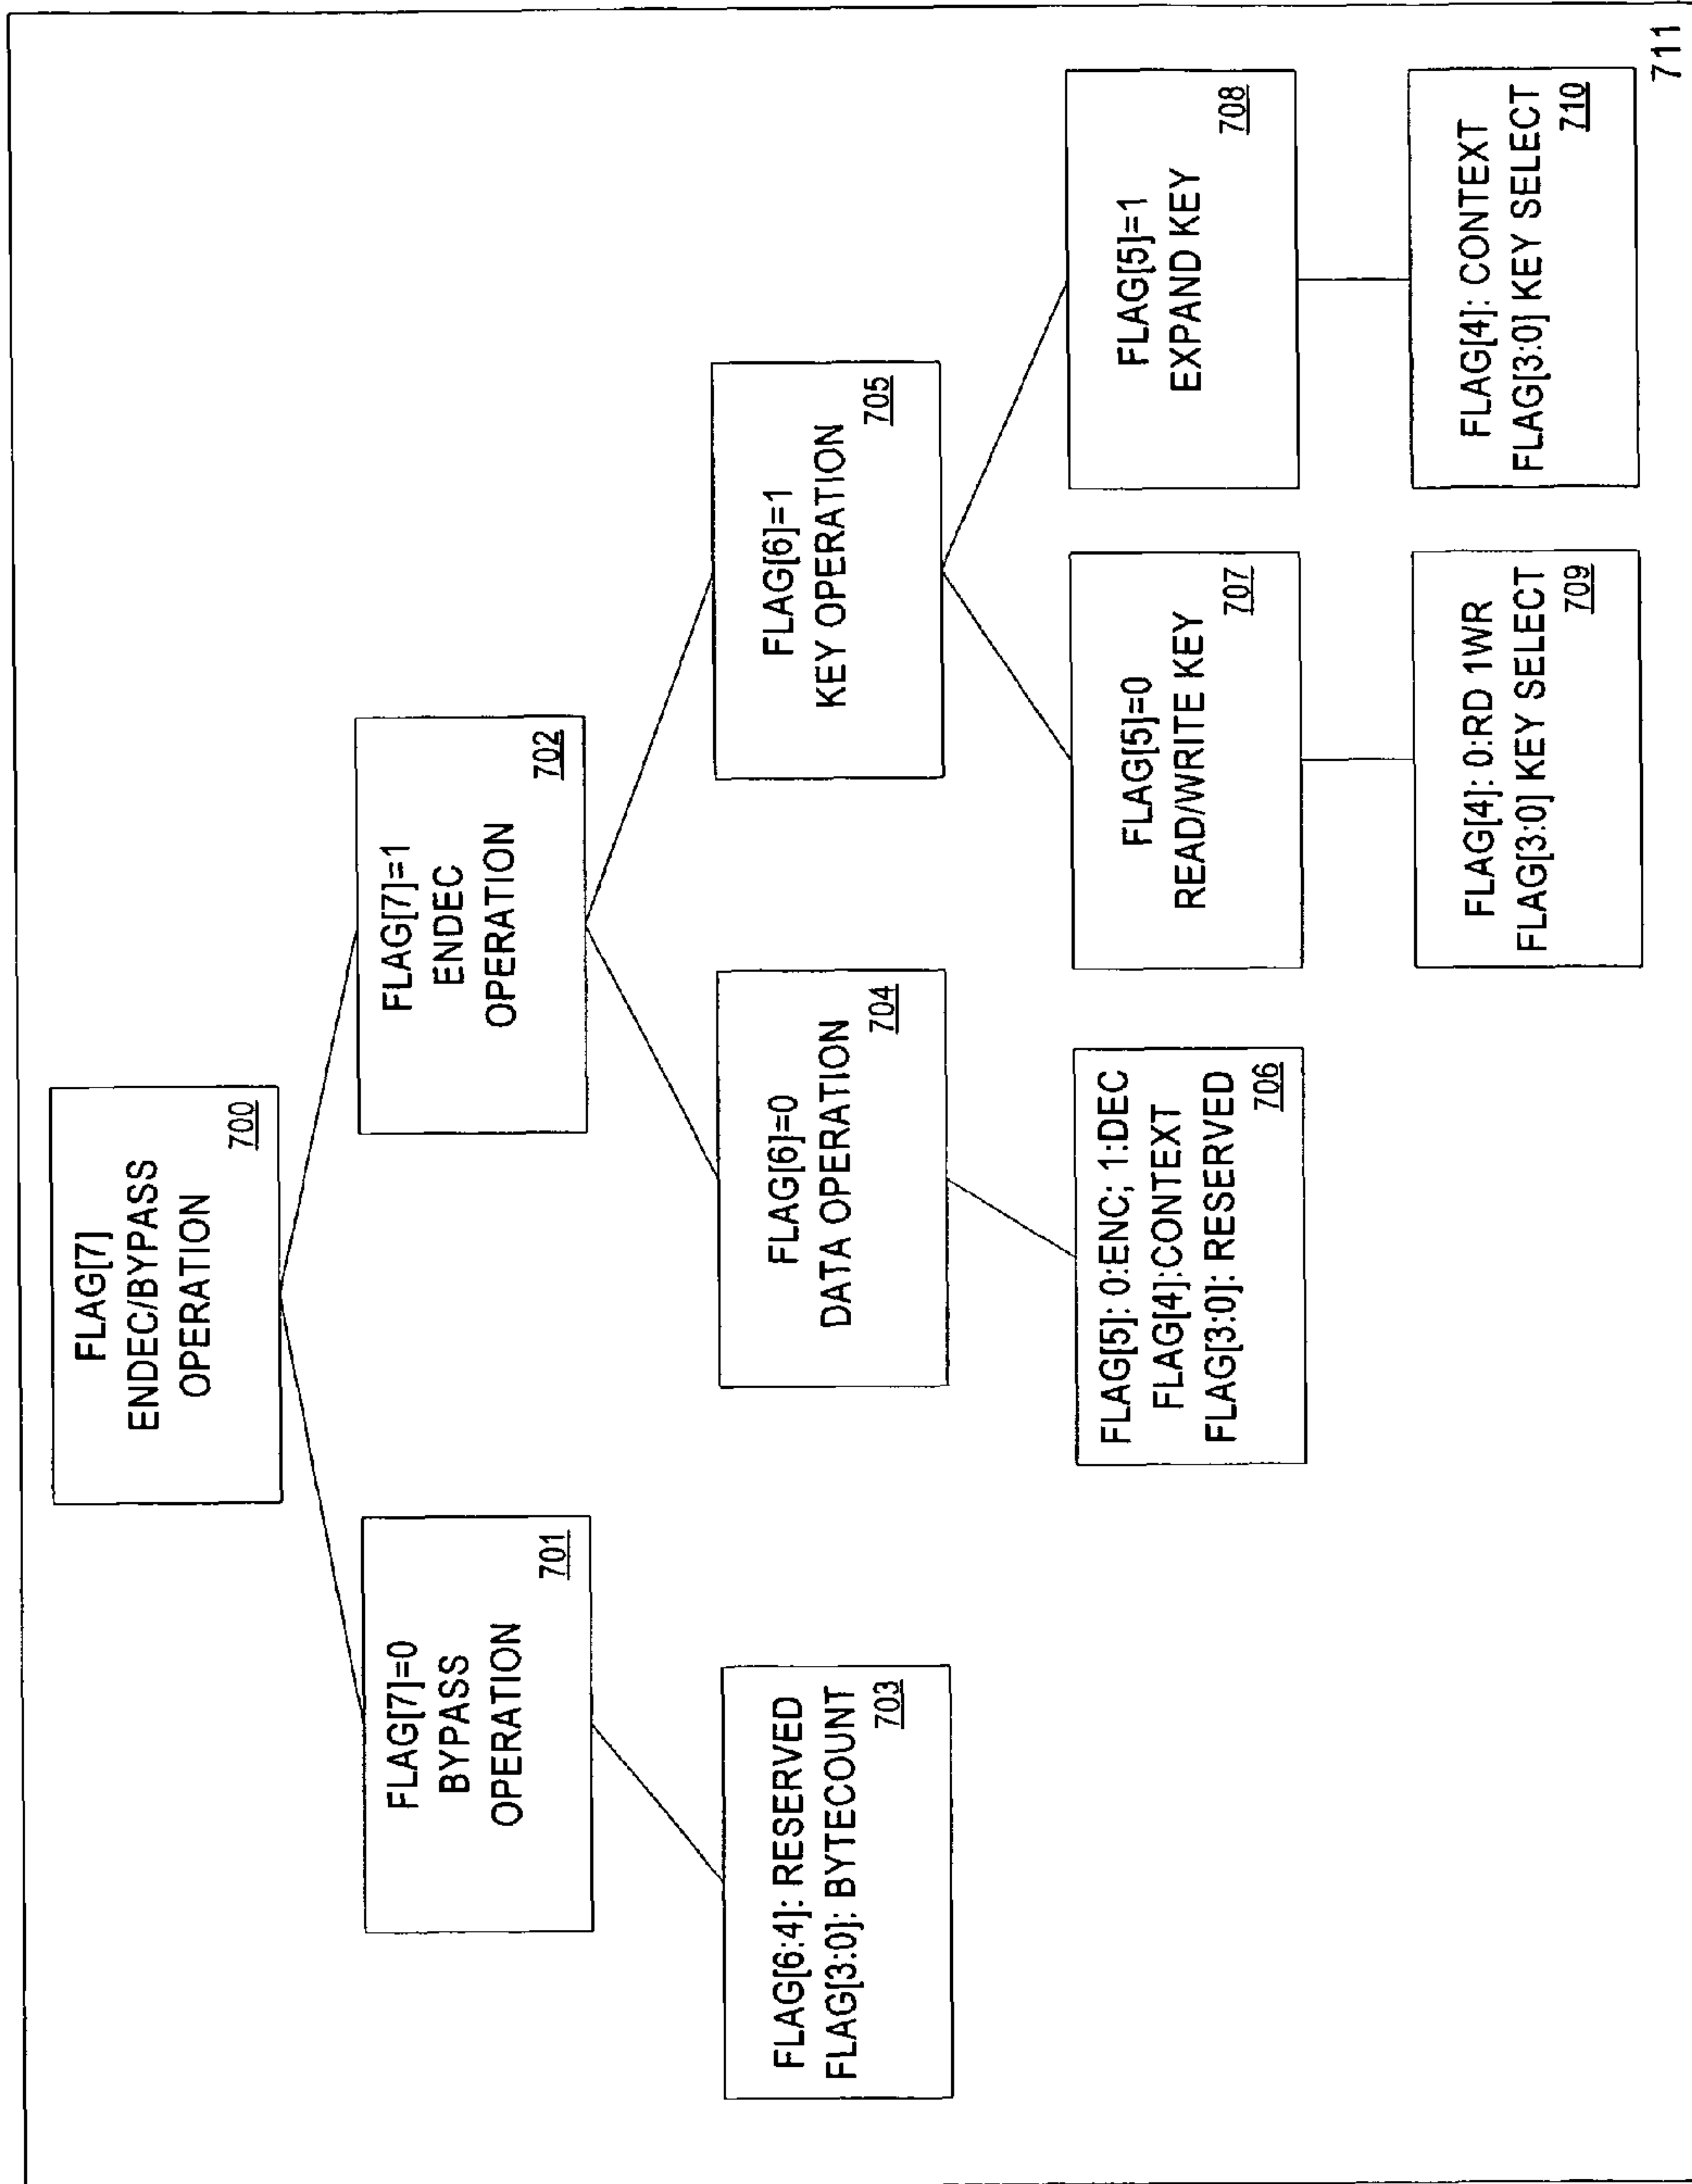 FLAG[7]
ENDEC/BYPASS
OPERATION
700
FLAG[7]=0
BYPASS
OPERATION
701
FLAG[7]=1
ENDEC
OPERATION
702
FLAG[6:4]: RESERVED
FLAG[3:0]: BYTECOUNT
703
FLAG[6]=0
DATA OPERATION
704
FLAG[6]=1
KEY OPERATION
705
FLAG[5]: 0:ENC; 1:DEC
FLAG[4]:CONTEXT
FLAG[3:0]: RESERVED
706
FLAG[5]=0
READ/WRITE KEY
707
FLAG[5]=1
EXPAND KEY
708
FLAG[4]: 0:RD 1WR
FLAG[3:0] KEY SELECT
709
FLAG[4]: CONTEXT
FLAG[3:0] KEY SELECT
710
711